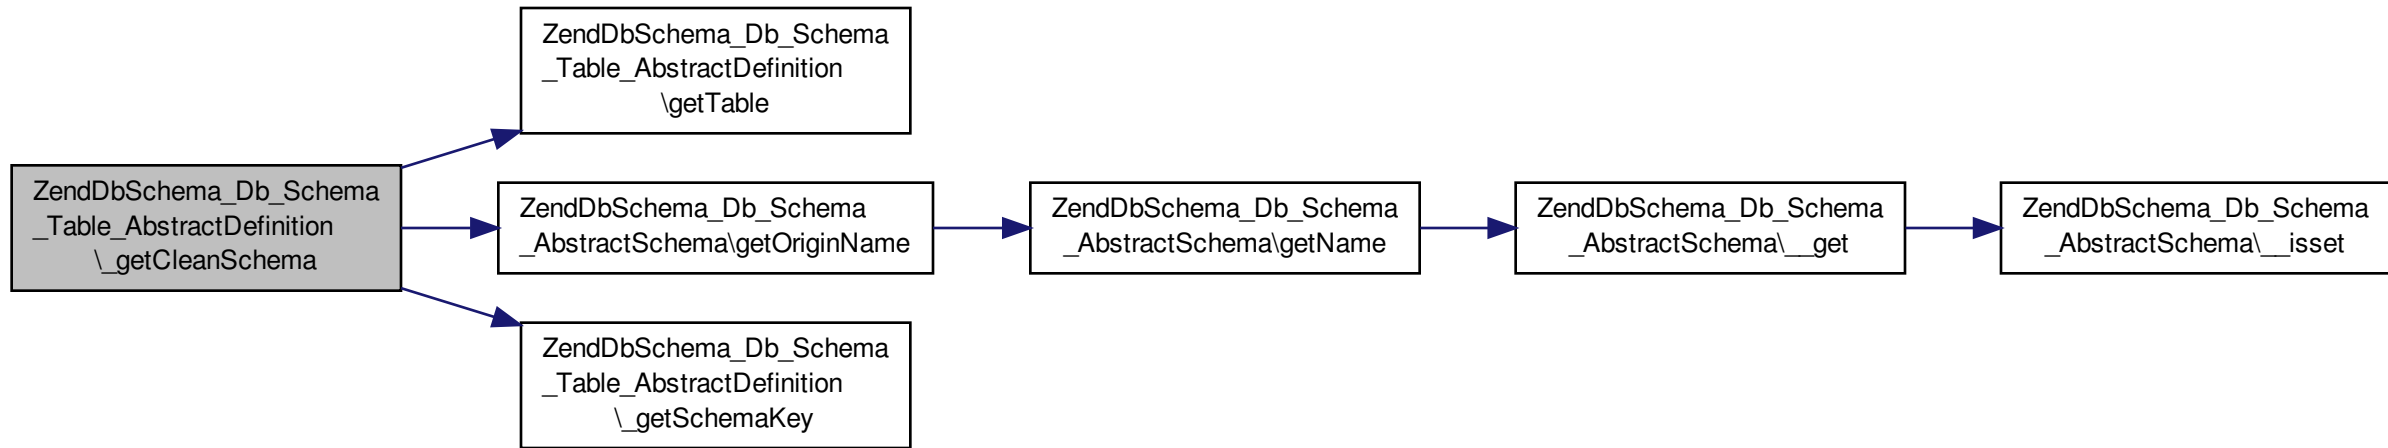 ZendDbSchema_Db_Schema
_Table_AbstractDefinition
\_getCleanSchema
ZendDbSchema_Db_Schema
_Table_AbstractDefinition
\getTable
ZendDbSchema_Db_Schema
_AbstractSchema\getOriginName
ZendDbSchema_Db_Schema
_AbstractSchema\getName
ZendDbSchema_Db_Schema
_AbstractSchema\__get
ZendDbSchema_Db_Schema
_AbstractSchema\__isset
ZendDbSchema_Db_Schema
_Table_AbstractDefinition
\_getSchemaKey